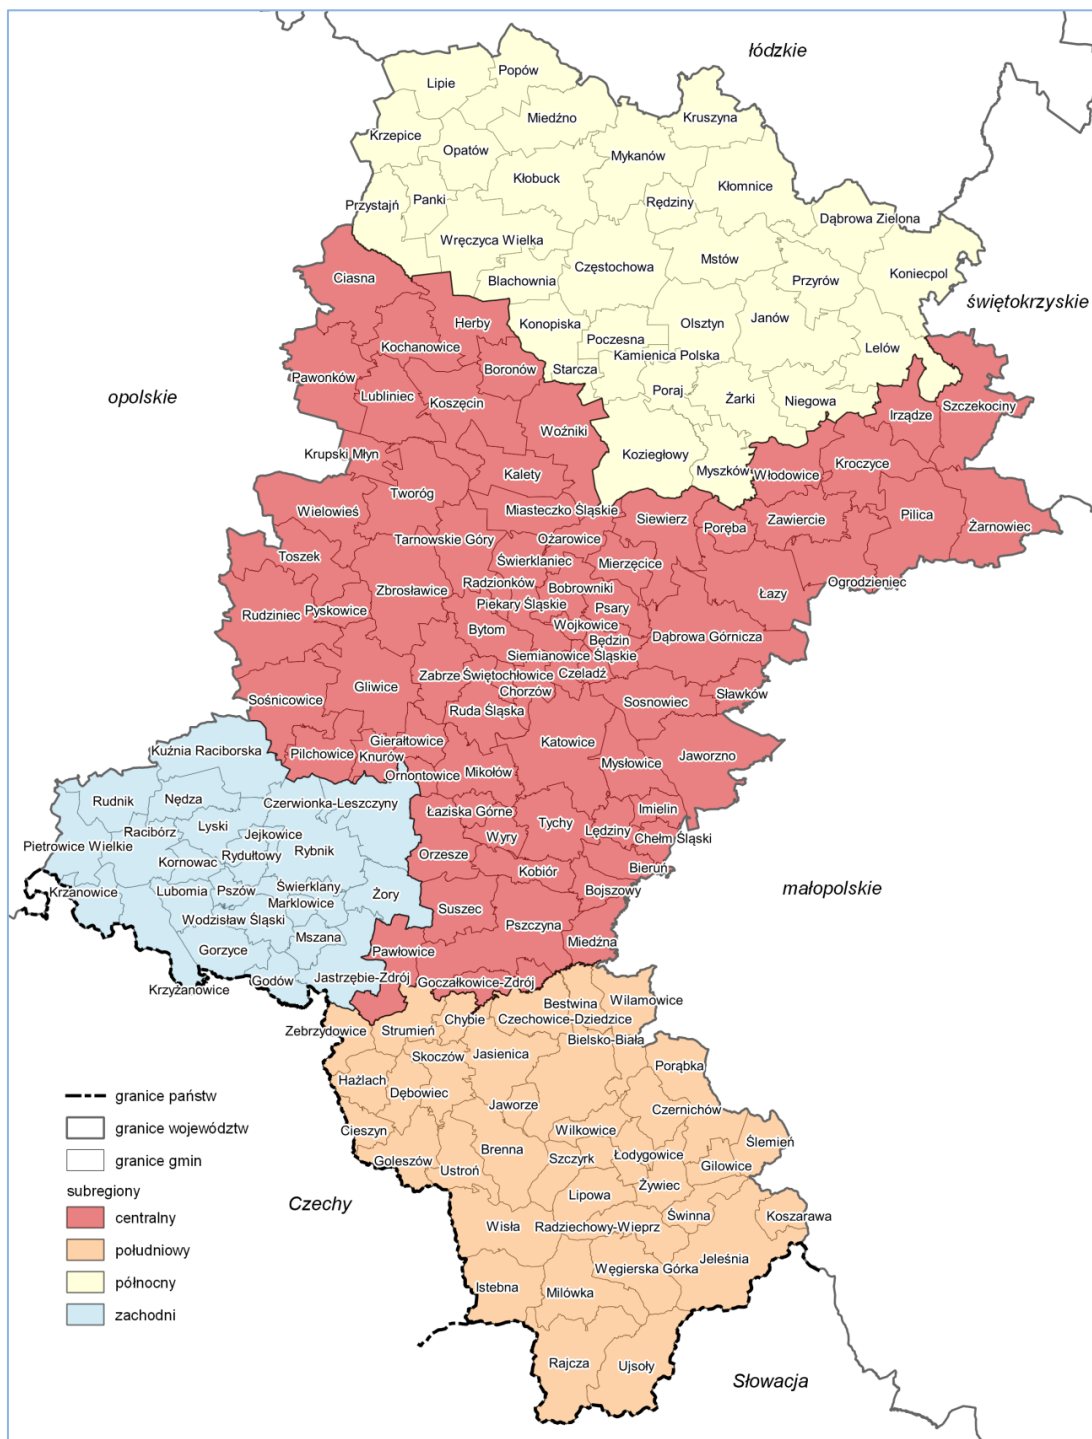 łódzkie
Popów
Lipie
Miedźno
Kruszyna
Krzepice
Opatów
Mykanów
Kłobuck
Kłomnice
Panki
Rędziny
Przystajń
Dąbrowa Zielona
Wręczyca Wielka
Mstów
Częstochowa
Koniecpol
Ciasna
Blachownia
Przyrów
świętokrzyskie
Konopiska
Olsztyn
Janów
Herby
Poczesna
Kochanowice
Kamienica Polska
Lelów
Boronów
Starcza
Pawonków
Poraj
opolskie
Lubliniec
Koszęcin
Żarki
Niegowa
Szczekociny
Irządze
Woźniki
Krupski Młyn
Koziegłowy
Kroczyce
Myszków
Włodowice
Kalety
Tworóg
Wielowieś
Miasteczko Śląskie
Siewierz
Poręba
Zawiercie
Pilica
Żarnowiec
Tarnowskie Góry
Ożarowice
Toszek
Świerklaniec
Mierzęcice
Radzionków
Bobrowniki
Ogrodzieniec
Zbrosławice
Łazy
Piekary Śląskie
Psary
Rudziniec
Pyskowice
Wojkowice
Bytom
Będzin
Dąbrowa Górnicza
Siemianowice Śląskie
Zabrze
Świętochłowice
Czeladź
Gliwice
Chorzów
Sławków
Sośnicowice
Sosnowiec
Ruda Śląska
Gierałtowice
Katowice
Kuźnia Raciborska
Pilchowice
Knurów
Jaworzno
Mysłowice
Ornontowice
Mikołów
Rudnik
Nędza
Czerwionka-Leszczyny
Łaziska Górne
Imielin
Racibórz
Lyski
Jejkowice
Tychy
Lędziny
Chełm Śląski
Pietrowice Wielkie
Wyry
Rydułtowy
Rybnik
Orzesze
Kornowac
Bieruń
Kobiór
Krzanowice
Lubomia
Pszów
Świerklany
Żory
Bojszowy
małopolskie
Marklowice
Suszec
Wodzisław Śląski
Pszczyna
Mszana
Miedźna
Gorzyce
Pawłowice
Godów
Jastrzębie-Zdrój
Goczałkowice-Zdrój
Krzyżanowice
Bestwina
Wilamowice
Chybie
Czechowice-Dziedzice
Zebrzydowice
Strumień
Bielsko-Biała
Skoczów
Jasienica
Porąbka
Hażlach
Dębowiec
granice państw
Jaworze
Czernichów
granice województw
Cieszyn
Wilkowice
Ślemień
Brenna
Szczyrk
Łodygowice
granice gmin
Goleszów
Ustroń
Gilowice
Żywiec
subregiony
Lipowa
Czechy
centralny
Wisła
Radziechowy-Wieprz
Świnna
Koszarawa
południowy
Jeleśnia
Węgierska Górka
północny
Istebna
Milówka
zachodni
Rajcza
Ujsoły
Słowacja